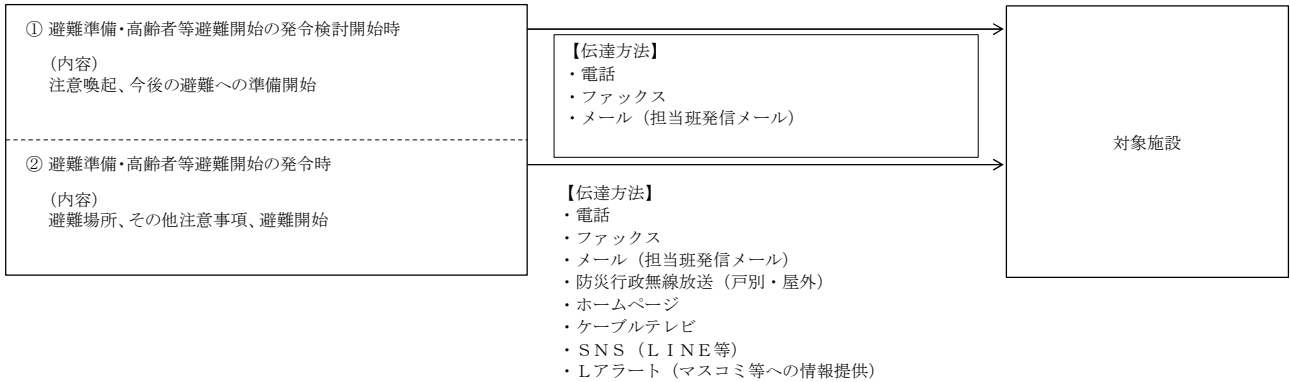 ① 避難準備・高齢者等避難開始の発令検討開始時
(内容)
注意喚起、今後の避難への準備開始
【伝達方法】
・電話
・ファックス
・メール（担当班発信メール）
② 避難準備・高齢者等避難開始の発令時
(内容)
避難場所、その他注意事項、避難開始
【伝達方法】
・電話
・ファックス
・メール（担当班発信メール）
・防災行政無線放送（戸別・屋外）
・ホームページ
・ケーブルテレビ
・ＳＮＳ（ＬＩＮＥ等）
・Ｌアラート（マスコミ等への情報提供）
対象施設